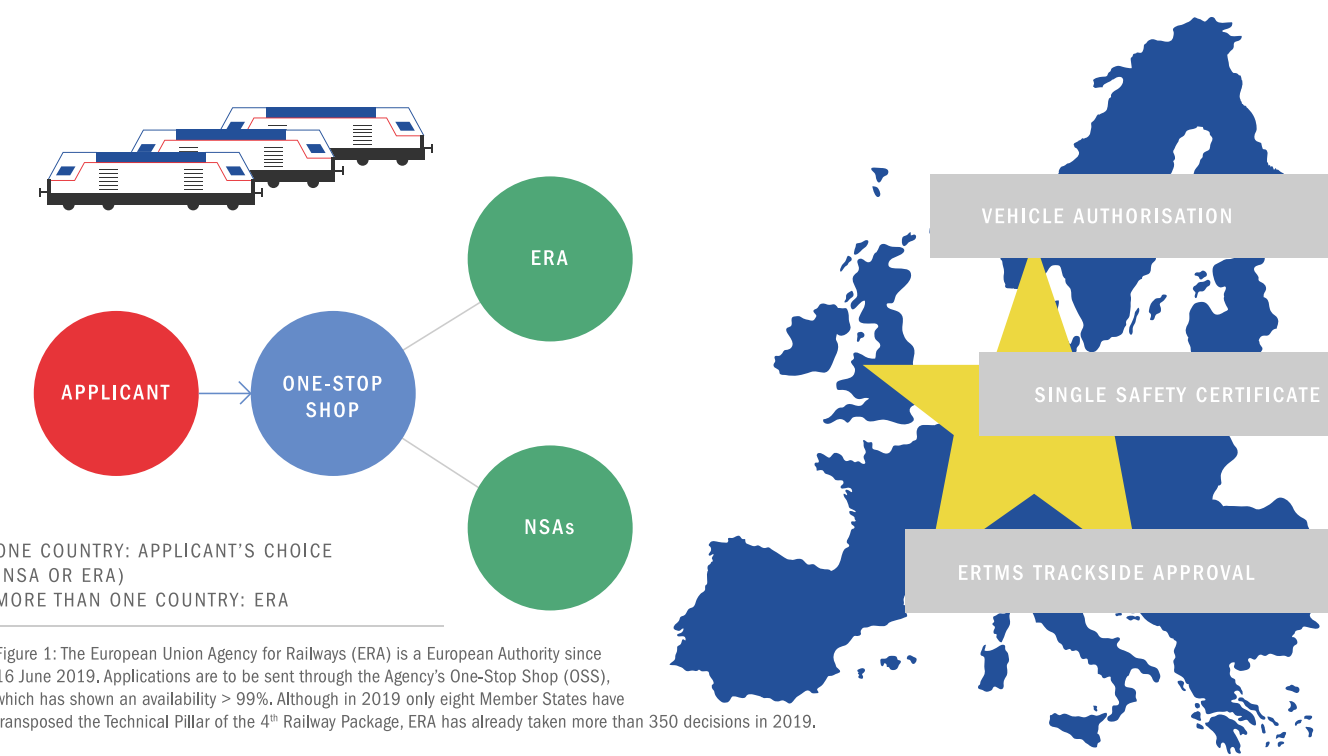 ERA
APPLICANT
ONE-STOP
SHOP
NSAs
VEHICLE AUTHORISATION
SINGLE SAFETY CERTIFICATE
ERTMS TRACKSIDE APPROVAL
ONE COUNTRY: APPLICANT'S CHOICE
NSA OR ERA)
MORE THAN ONE COUNTRY: ERA
Figure 1: The European Union Agency for Railways (ERA) is a European Authority since
16 June 2019. Applications are to be sent through the Agency's One-Stop Shop (OSS),
which has shown an availability > 99%. Although in 2019 only eight Member States have
ransposed the Technical Pillar of the 4th Railway Package, ERA has already taken more than 350 decisions in 2019.